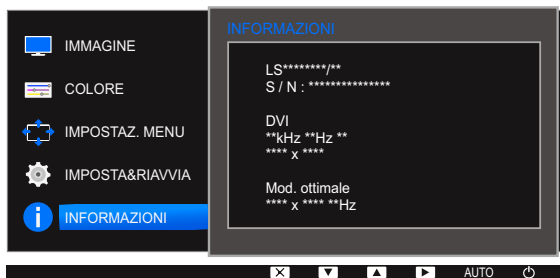 IMMAGINE
COLORE
IMPOSTAZ. MENU
IMPOSTA&RIAVVIA
INFORMAZIONI
INFORMAZIONI
LS********/**
S / N : ***************
DVI
**kHz **Hz **
**** x ****
Mod. ottimale
**** x **** **Hz
AUTO